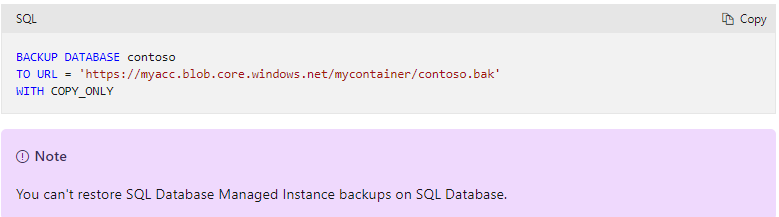 SQL
Copy
BACKUP DATABASE contoso
TO URL = 'https://myacc.blob.core.windows.net/mycontainer/contoso.bak'
WITH COPY_ONLY
Note
You can't restore SQL Database Managed Instance backups on SQL Database.